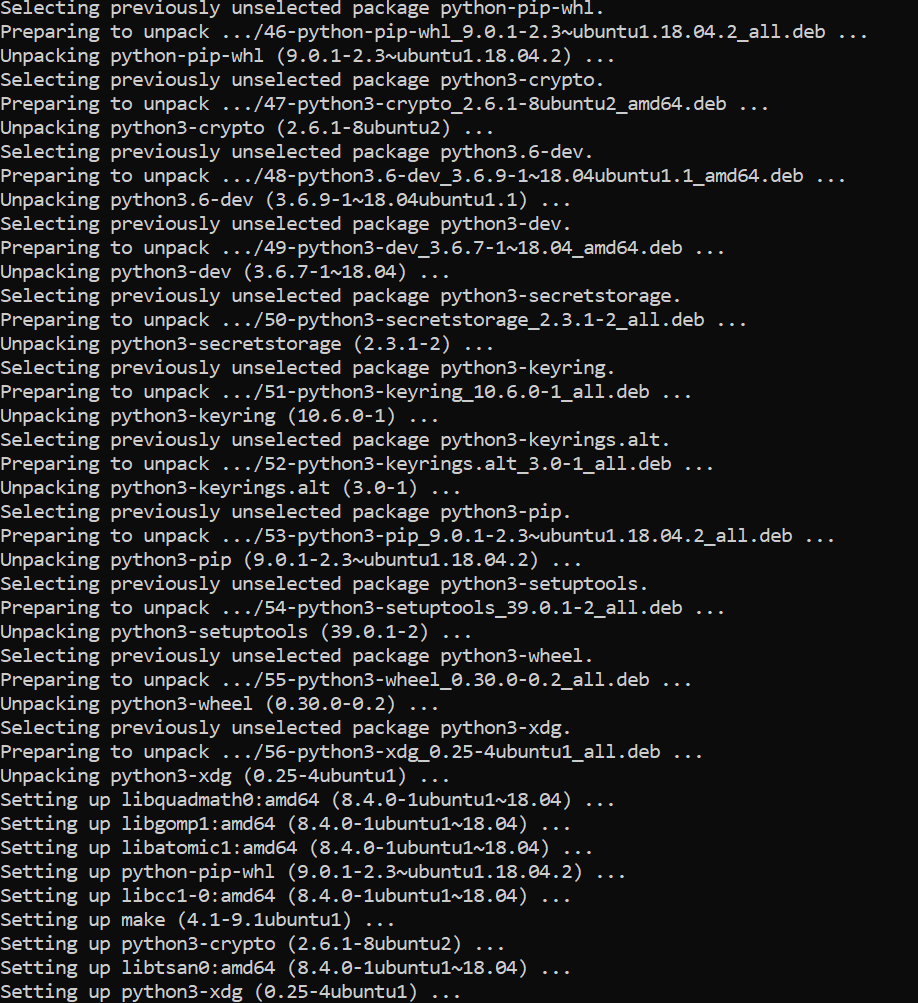 Selecting previously unselected package python-pip-whl.
Preparing to unpack .../46-python-pip-whl_9.0.1-2.3~ubuntu1.18.04.2_all.deb ...
Unpacking python-pip-whl (9.0.1-2.3~ubuntu1.18.04.2) ...
Selecting previously unselected package python3-crypto.
Preparing to unpack .../47-python3-crypto_2.6.1-8ubuntu2_amd64.deb ...
Unpacking python3-crypto (2.6.1-8ubuntu2) ...
Selecting previously unselected package python3.6-dev.
Preparing to unpack .../48-python3.6-dev_3.6.9-1~18.04ubuntu1.1_amd64.deb ...
Unpacking python3.6-dev (3.6.9-1~18.04ubuntu1.1) ...
Selecting previously unselected package python3-dev.
Preparing to unpack .../49-python3-dev_3.6.7-1~18.04_amd64.deb ...
Unpacking python3-dev (3.6.7-1~18.04) ...
Selecting previously unselected package python3-secretstorage.
Preparing to unpack .../50-python3-secretstorage_2.3.1-2_all.deb ...
Unpacking python3-secretstorage (2.3.1-2) ...
Selecting previously unselected package python3-keyring.
Preparing to unpack .../51-python3-keyring_10.6.0-1_all.deb ...
Unpacking python3-keyring (10.6.0-1) ...
Selecting previously unselected package python3-keyrings.alt.
Preparing to unpack .../52-python3-keyrings.alt_3.0-1_all.deb ...
Unpacking python3-keyrings.alt (3.0-1) ...
Selecting previously unselected package python3-pip.
Preparing to unpack .../53-python3-pip_9.0.1-2.3~ubuntu1.18.04.2_all.deb ...
Unpacking python3-pip (9.0.1-2.3~ubuntu1.18.04.2) ...
Selecting previously unselected package python3-setuptools.
Preparing to unpack .../54-python3-setuptools_39.0.1-2_all.deb ...
Unpacking python3-setuptools (39.0.1-2) ...
Selecting previously unselected package python3-wheel.
Preparing to unpack .../55-python3-wheel_0.30.0-0.2_all.deb ...
Unpacking python3-wheel (0.30.0-0.2) ...
Selecting previously unselected package python3-xdg.
Preparing to unpack .../56-python3-xdg_0.25-4ubuntu1_all.deb ...
Unpacking python3-xdg (0.25-4ubuntu1) ...
Setting up libquadmath0:amd64 (8.4.0-1ubuntu1~18.04) ...
Setting up libgomp1:amd64 (8.4.0-1ubuntu1~18.04) ...
Setting up libatomic1:amd64 (8.4.0-1ubuntu1~18.04) ...
Setting up python-pip-whl (9.0.1-2.3~ubuntu1.18.04.2) ...
Setting up libcc1-0:amd64 (8.4.0-1ubuntu1~18.04) ...
Setting up make (4.1-9.1ubuntu1) ...
Setting up python3-crypto (2.6.1-8ubuntu2) ...
Setting up libtsan0:amd64 (8.4.0-1ubuntu1~18.04) ...
Setting up python3-xdg (0.25-4ubuntu1) ...